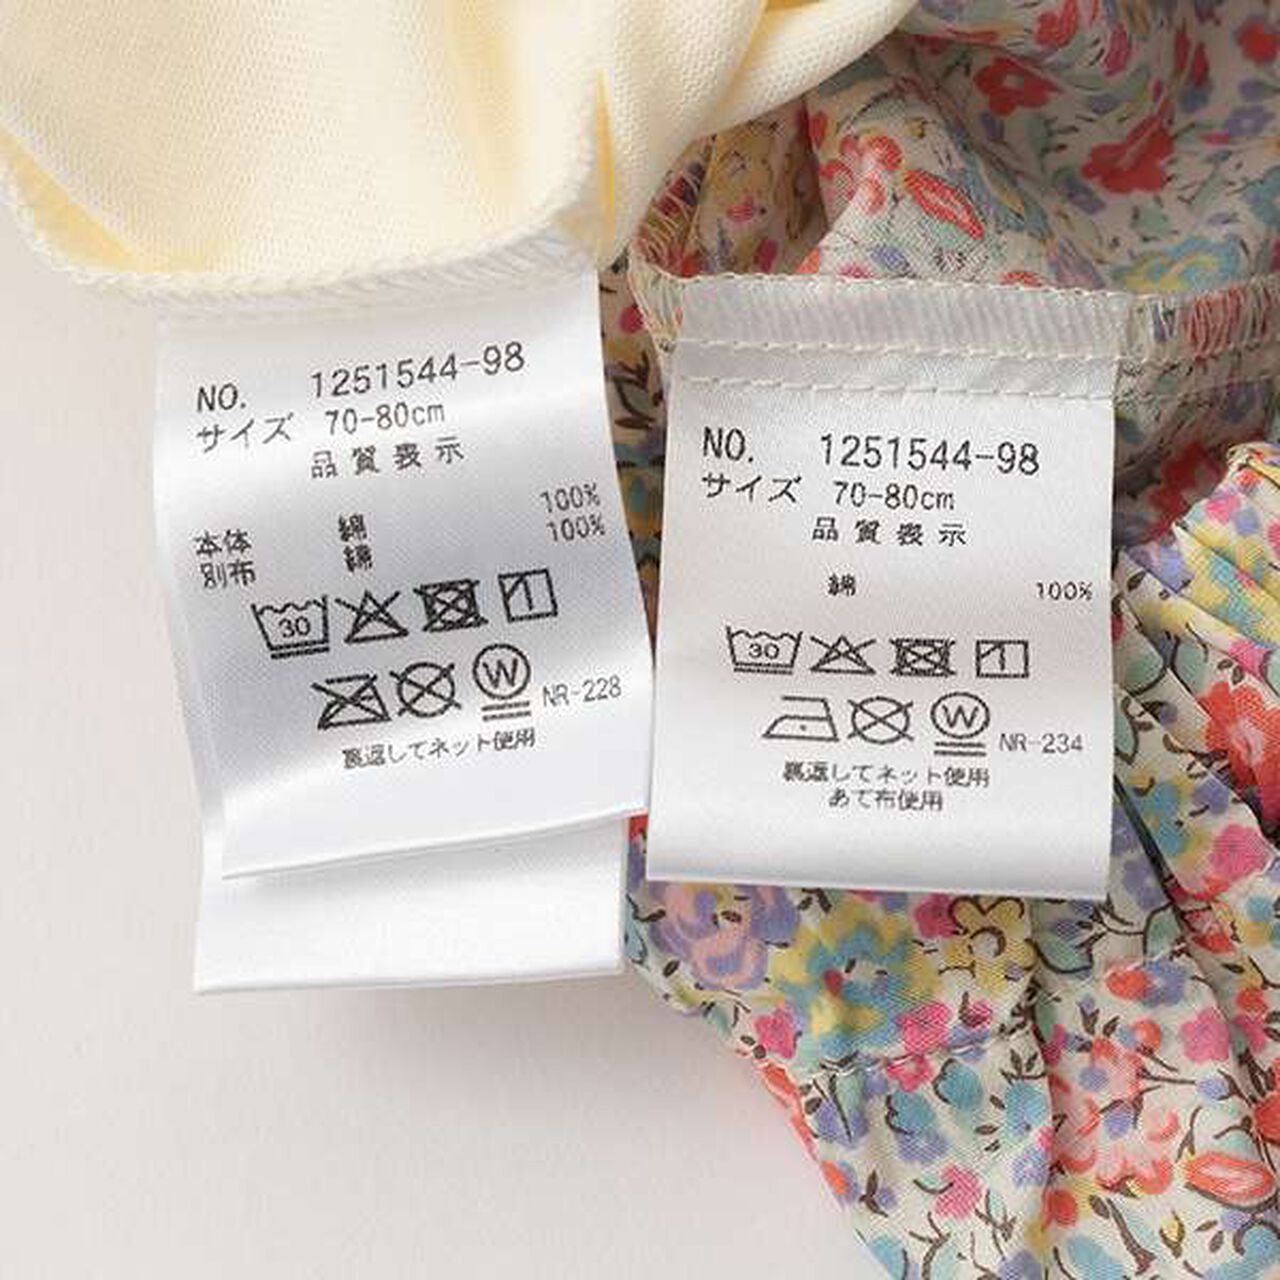 NO. 1251544-98
サイズ 70-80cm
品質表示
本体 綿 100%
別布 綿 100%
30
W NR-228
裏返してネット使用
NO. 1251544-98
サイズ 70-80cm
品質表示
綿 100%
30
W NR-234
裏返してネット使用
あて布使用